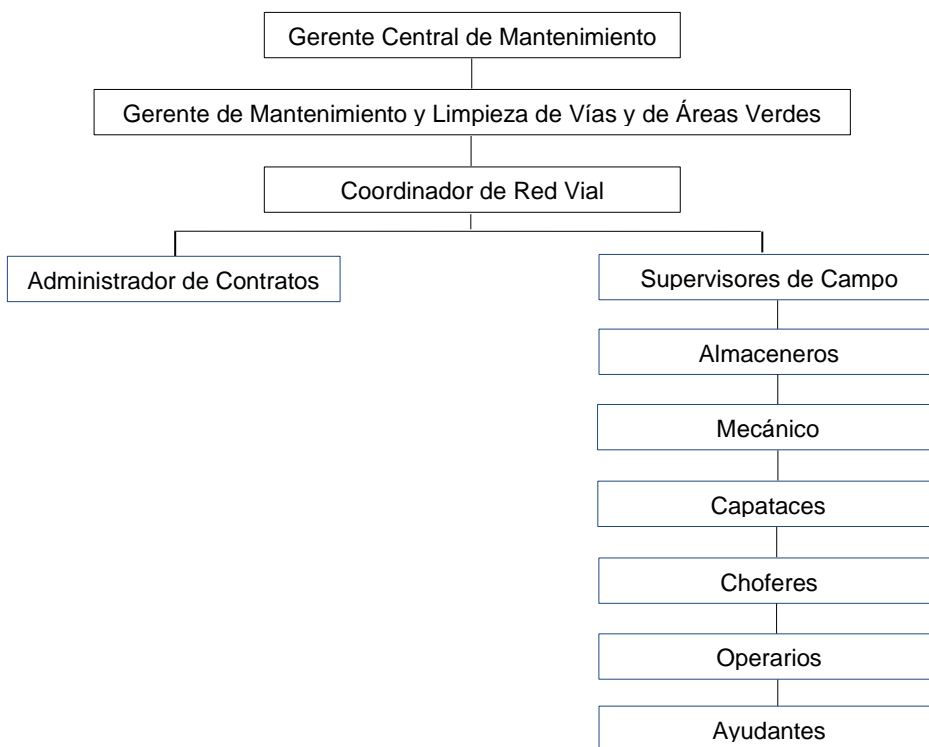 Gerente Central de Mantenimiento
Gerente de Mantenimiento y Limpieza de Vías y de Áreas Verdes
Coordinador de Red Vial
Administrador de Contratos
Supervisores de Campo
Almaceneros
Mecánico
Capataces
Choferes
Operarios
Ayudantes